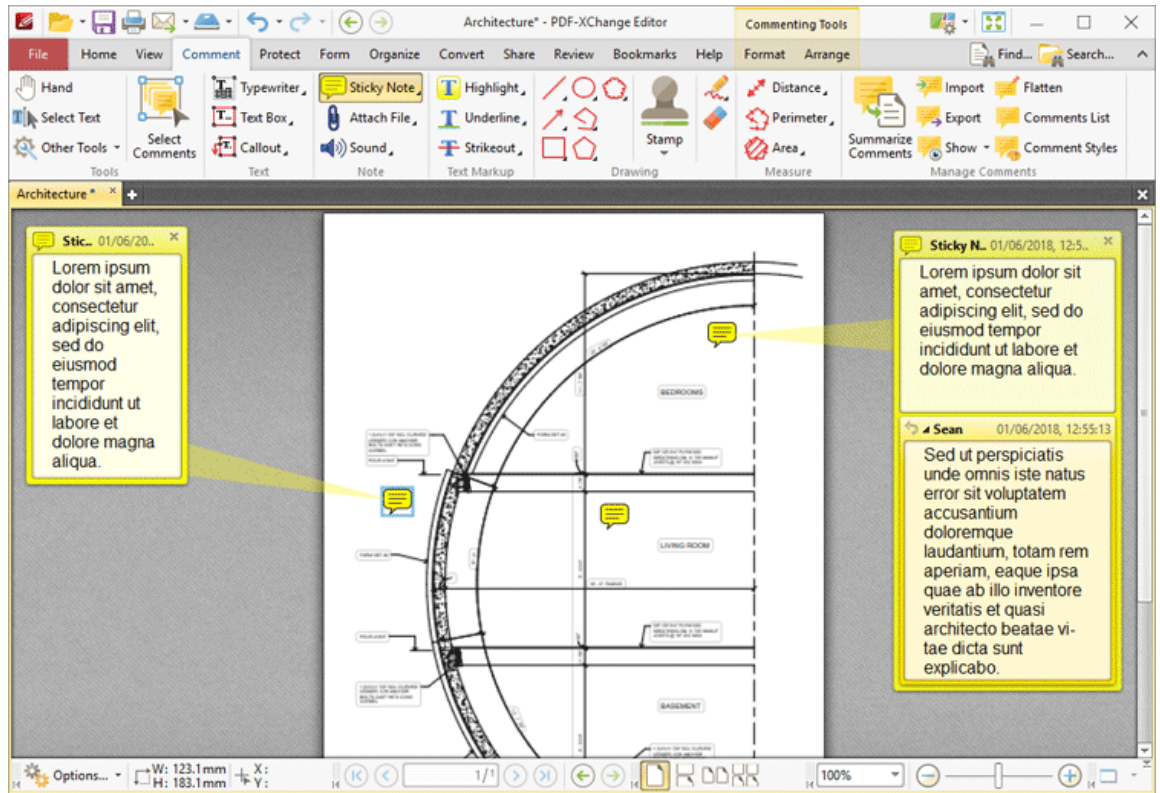 Architecture* - PDF-XChange Editor
Commenting Tools
File Home View Comment Protect Form Organize Convert Share Review Bookmarks Help Format Arrange
Find... Search...
Hand
Select Text
Other Tools
Tools
Select
Comments
Typewriter
Text Box
Callout
Text
Sticky Note
Attach File
Sound
Note
Highlight
Underline
Strikeout
Text Markup
Stamp
Drawing
Distance
Perimeter
Area
Measure
Summarize
Comments
Import
Export
Show
Flatten
Comments List
Comment Styles
Manage Comments
Architecture *
Stic.. 01/06/20..
Lorem ipsum
dolor sit amet,
consectetur
adipiscing elit,
sed do
eiusmod
tempor
incididunt ut
labore et
dolore magna
aliqua.
BEDROOMS
LIVING ROOM
BASEMENT
Sticky N.. 01/06/2018, 12:5..
Lorem ipsum dolor sit
amet, consectetur
adipiscing elit, sed do
eiusmod tempor
incididunt ut labore et
dolore magna aliqua.
Sean 01/06/2018, 12:55:13
Sed ut perspiciatis
unde omnis iste natus
error sit voluptatem
accusantium
doloremque
laudantium, totam rem
aperiam, eaque ipsa
quae ab illo inventore
veritatis et quasi
architecto beatae vi-
tae dicta sunt
explicabo.
Options...
W: 123.1mm
H: 183.1mm
X:
Y:
1/1
100%